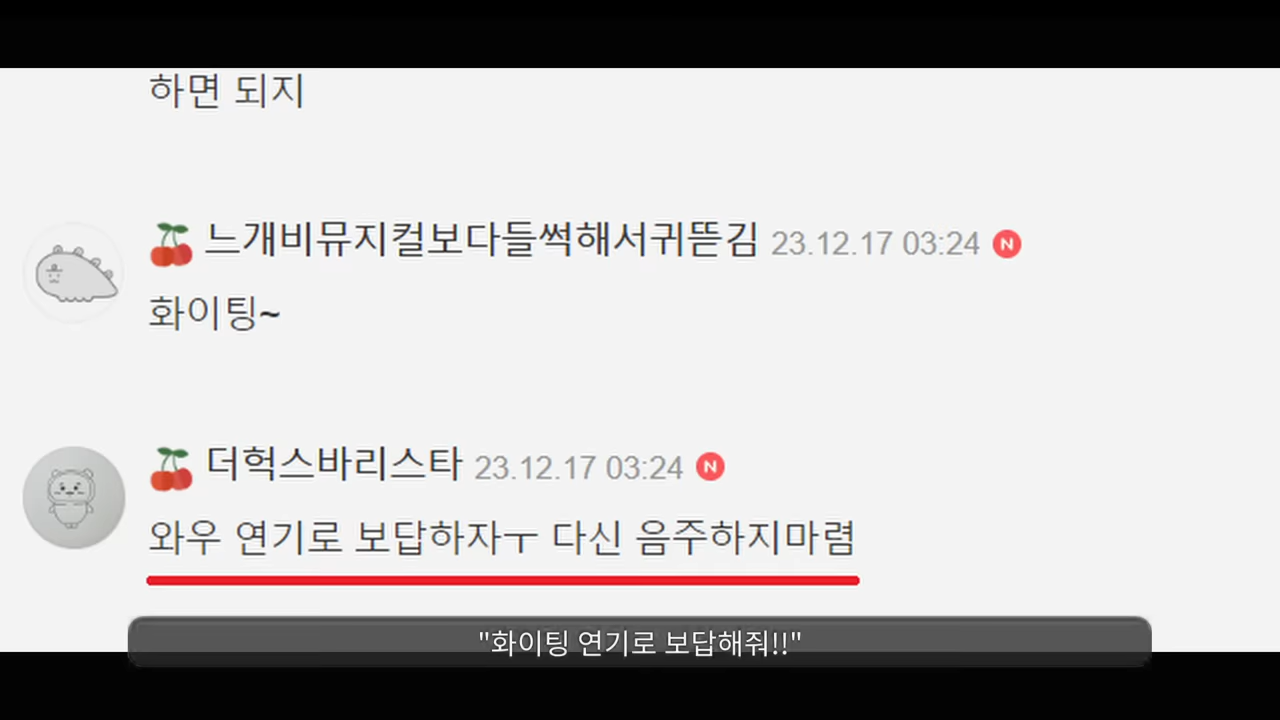 하면 되지
느개비뮤지컬보다들썩해서귀뜯김 23.12.17 03:24 N
화이팅~
더헉스바리스타 23.12.17 03:24 N
와우 연기로 보답하자ㅜ 다신 음주하지마렴
"화이팅 연기로 보답해줘!!"